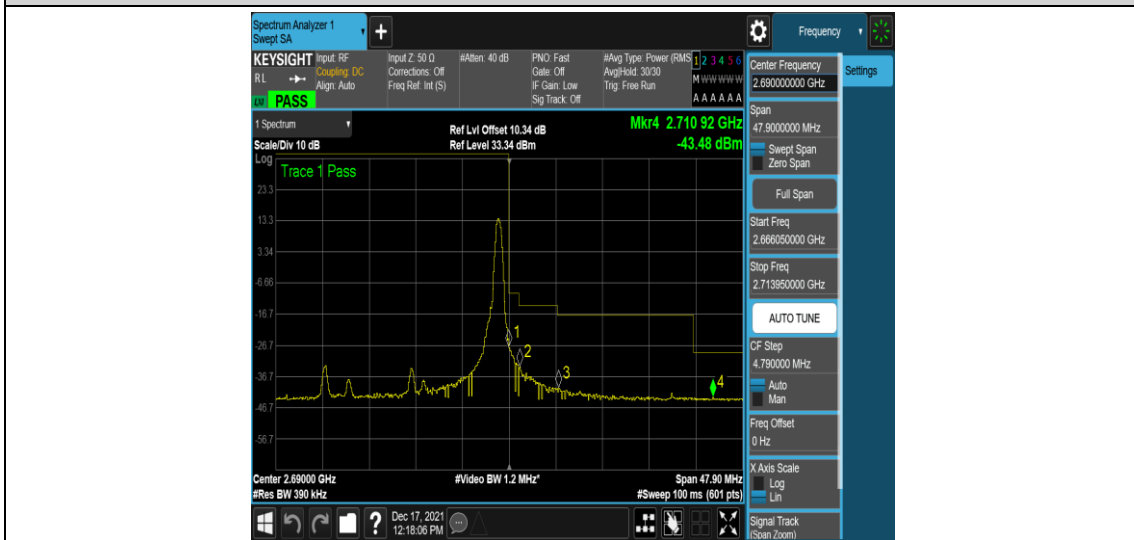 Spectrum Analyzer 1
Swept SA
Frequency
KEYSIGHT
RL
LXI
PASS
Input: RF
Coupling: DC
Align: Auto
Input Z: 50 Ω
Corrections: Off
Freq Ref: Int (S)
#Atten: 40 dB
PNO: Fast
Gate: Off
IF Gain: Low
Sig Track: Off
#Avg Type: Power (RMS
Avg|Hold: 30/30
Trig: Free Run
1 2 3 4 5 6
M W W W W W
A A A A A A
1 Spectrum
Scale/Div 10 dB
Ref Lvl Offset 10.34 dB
Ref Level 33.34 dBm
Mkr4 2.710 92 GHz
-43.48 dBm
Log
Trace 1 Pass
23.3
13.3
3.34
-6.66
-16.7
-26.7
-36.7
-46.7
-56.7
1
2
3
4
Center 2.69000 GHz
#Res BW 390 kHz
#Video BW 1.2 MHz*
Span 47.90 MHz
#Sweep 100 ms (601 pts)
Dec 17, 2021
12:18:06 PM
Center Frequency
2.690000000 GHz
Settings
Span
47.9000000 MHz
Swept Span
Zero Span
Full Span
Start Freq
2.666050000 GHz
Stop Freq
2.713950000 GHz
AUTO TUNE
CF Step
4.790000 MHz
Auto
Man
Freq Offset
0 Hz
X Axis Scale
Log
Lin
Signal Track
(Span Zoom)